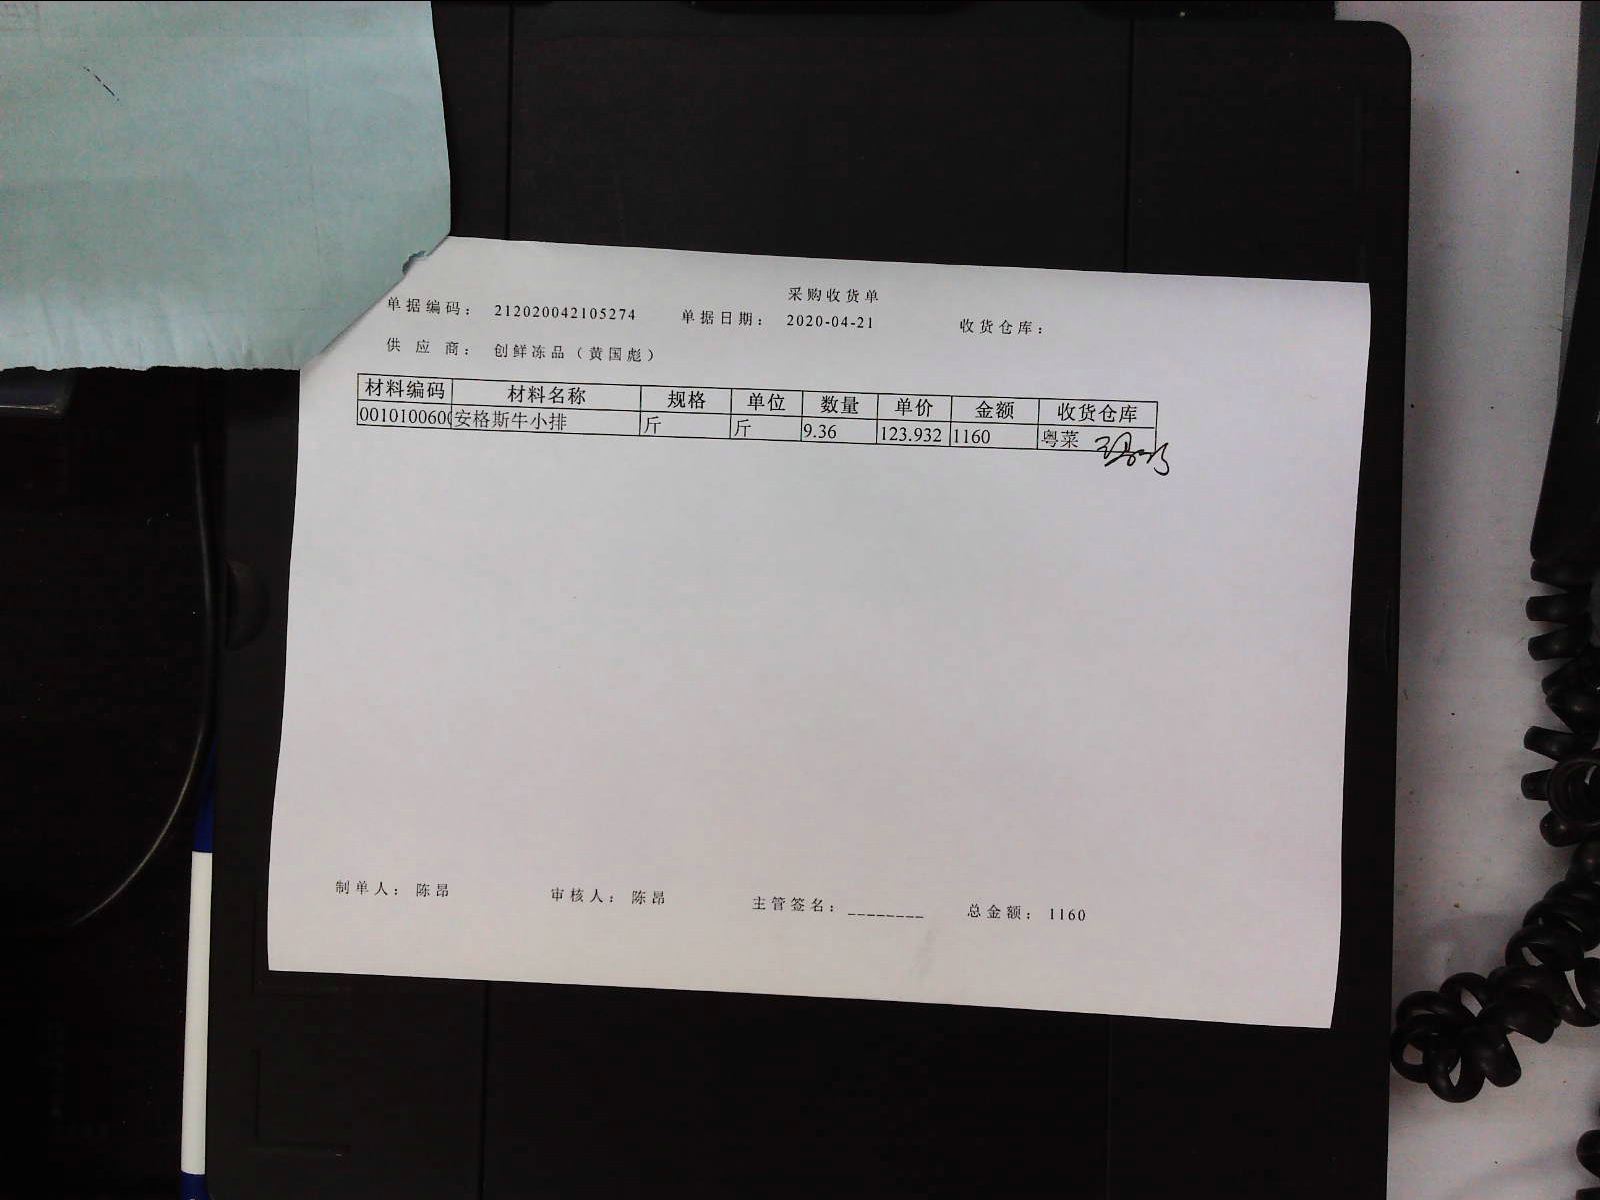 采购收货单
单据编码： 212020042105274 单据日期： 2020-04-21 收货仓库：
供应商： 创鲜冻品（黄国彪）
材料编码 材料名称 规格 单位 数量 单价 金额 收货仓库
0010100600 安格斯牛小排 斤 斤 9.36 123.932 1160 粤菜
制单人： 陈昂 审核人： 陈昂 主管签名：________ 总金额： 1160